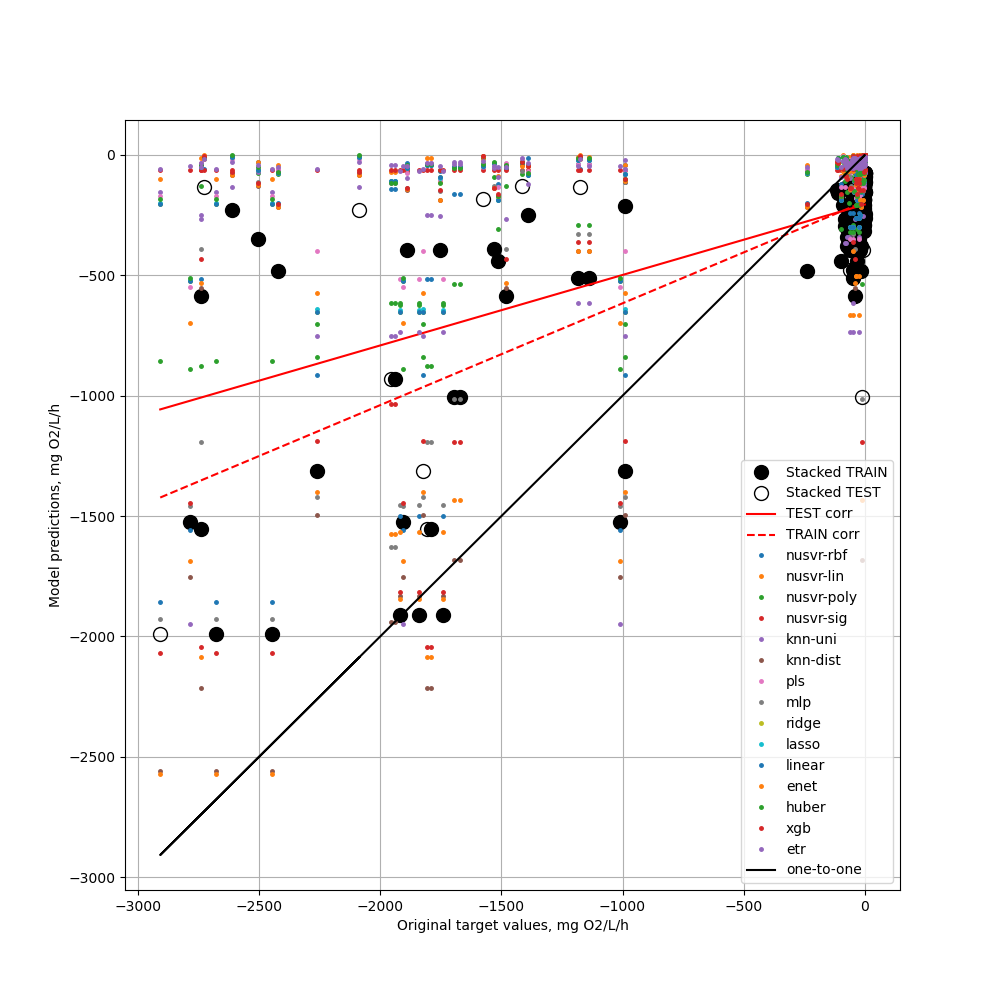 0
−500
−1000
−1500
−2000
−2500
−3000
Model predictions, mg O2/L/h
−3000 −2500 −2000 −1500 −1000 −500 0
Original target values, mg O2/L/h
Stacked TRAIN
Stacked TEST
TEST corr
TRAIN corr
nusvr-rbf
nusvr-lin
nusvr-poly
nusvr-sig
knn-uni
knn-dist
pls
mlp
ridge
lasso
linear
enet
huber
xgb
etr
one-to-one